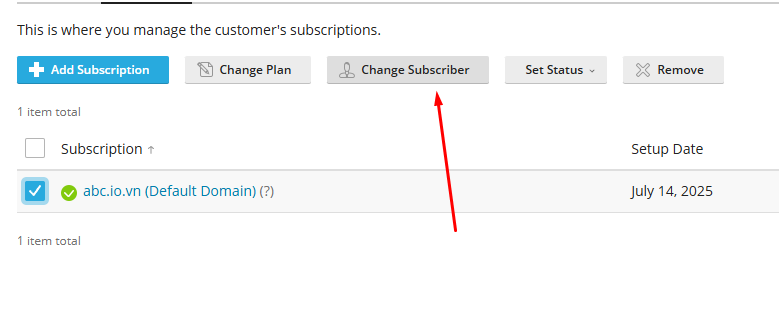 This is where you manage the customer's subscriptions.
Add Subscription Change Plan Change Subscriber Set Status Remove
1 item total
Subscription ↑ Setup Date
abc.io.vn (Default Domain) (?) July 14, 2025
1 item total